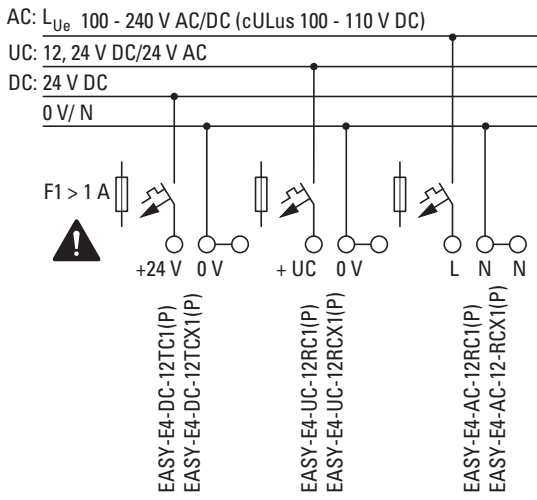 AC: LUe 100 - 240 V AC/DC (cULus 100 - 110 V DC)
UC: 12, 24 V DC/24 V AC
DC: 24 V DC
0 V/ N
F1 > 1 A
+24 V 0 V + UC 0 V L N N
EASY-E4-DC-12TC1(P)
EASY-E4-DC-12TCX1(P)
EASY-E4-UC-12RC1(P)
EASY-E4-UC-12RCX1(P)
EASY-E4-AC-12RC1(P)
EASY-E4-AC-12-RCX1(P)